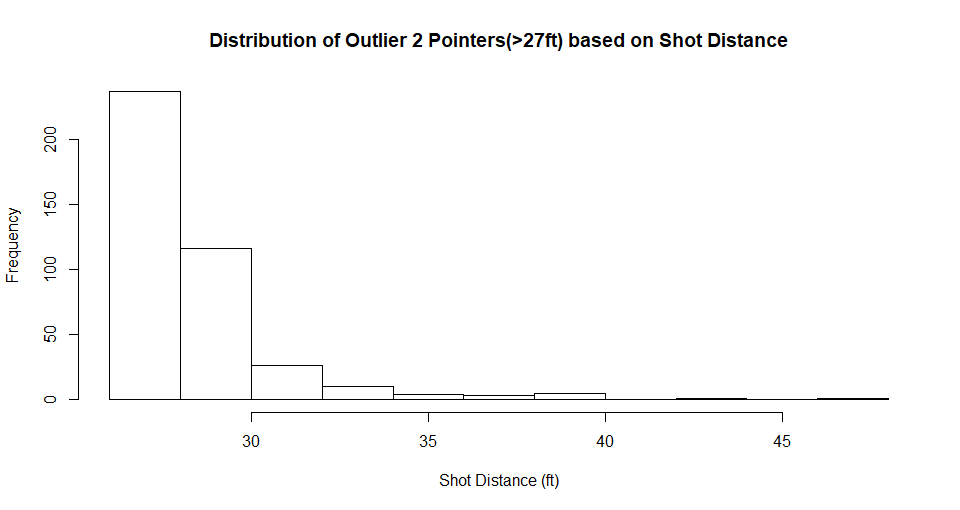 Distribution of Outlier 2 Pointers(>27ft) based on Shot Distance
200
150
100
50
0
Frequency
30 35 40 45
Shot Distance (ft)